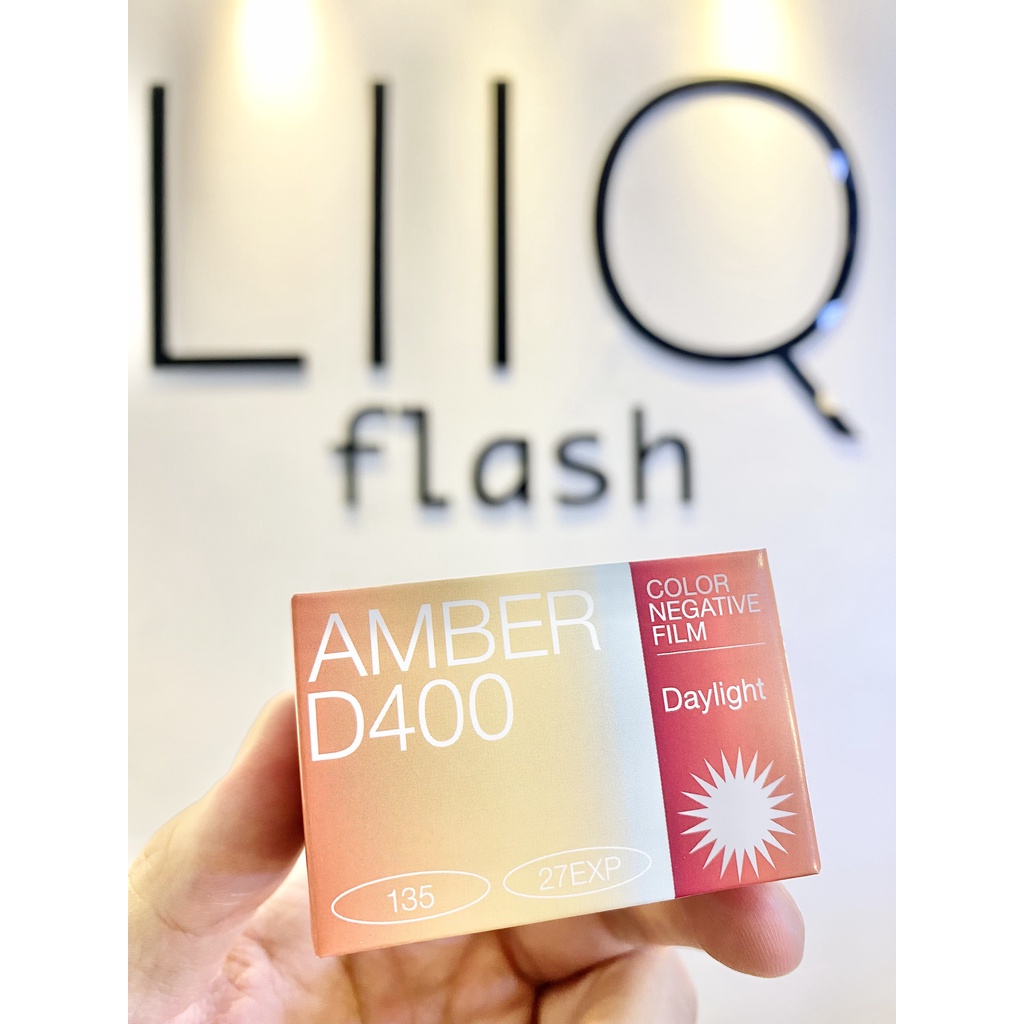 LIIQ
flash
AMBER
D400
135
27EXP
COLOR
NEGATIVE
FILM
Daylight